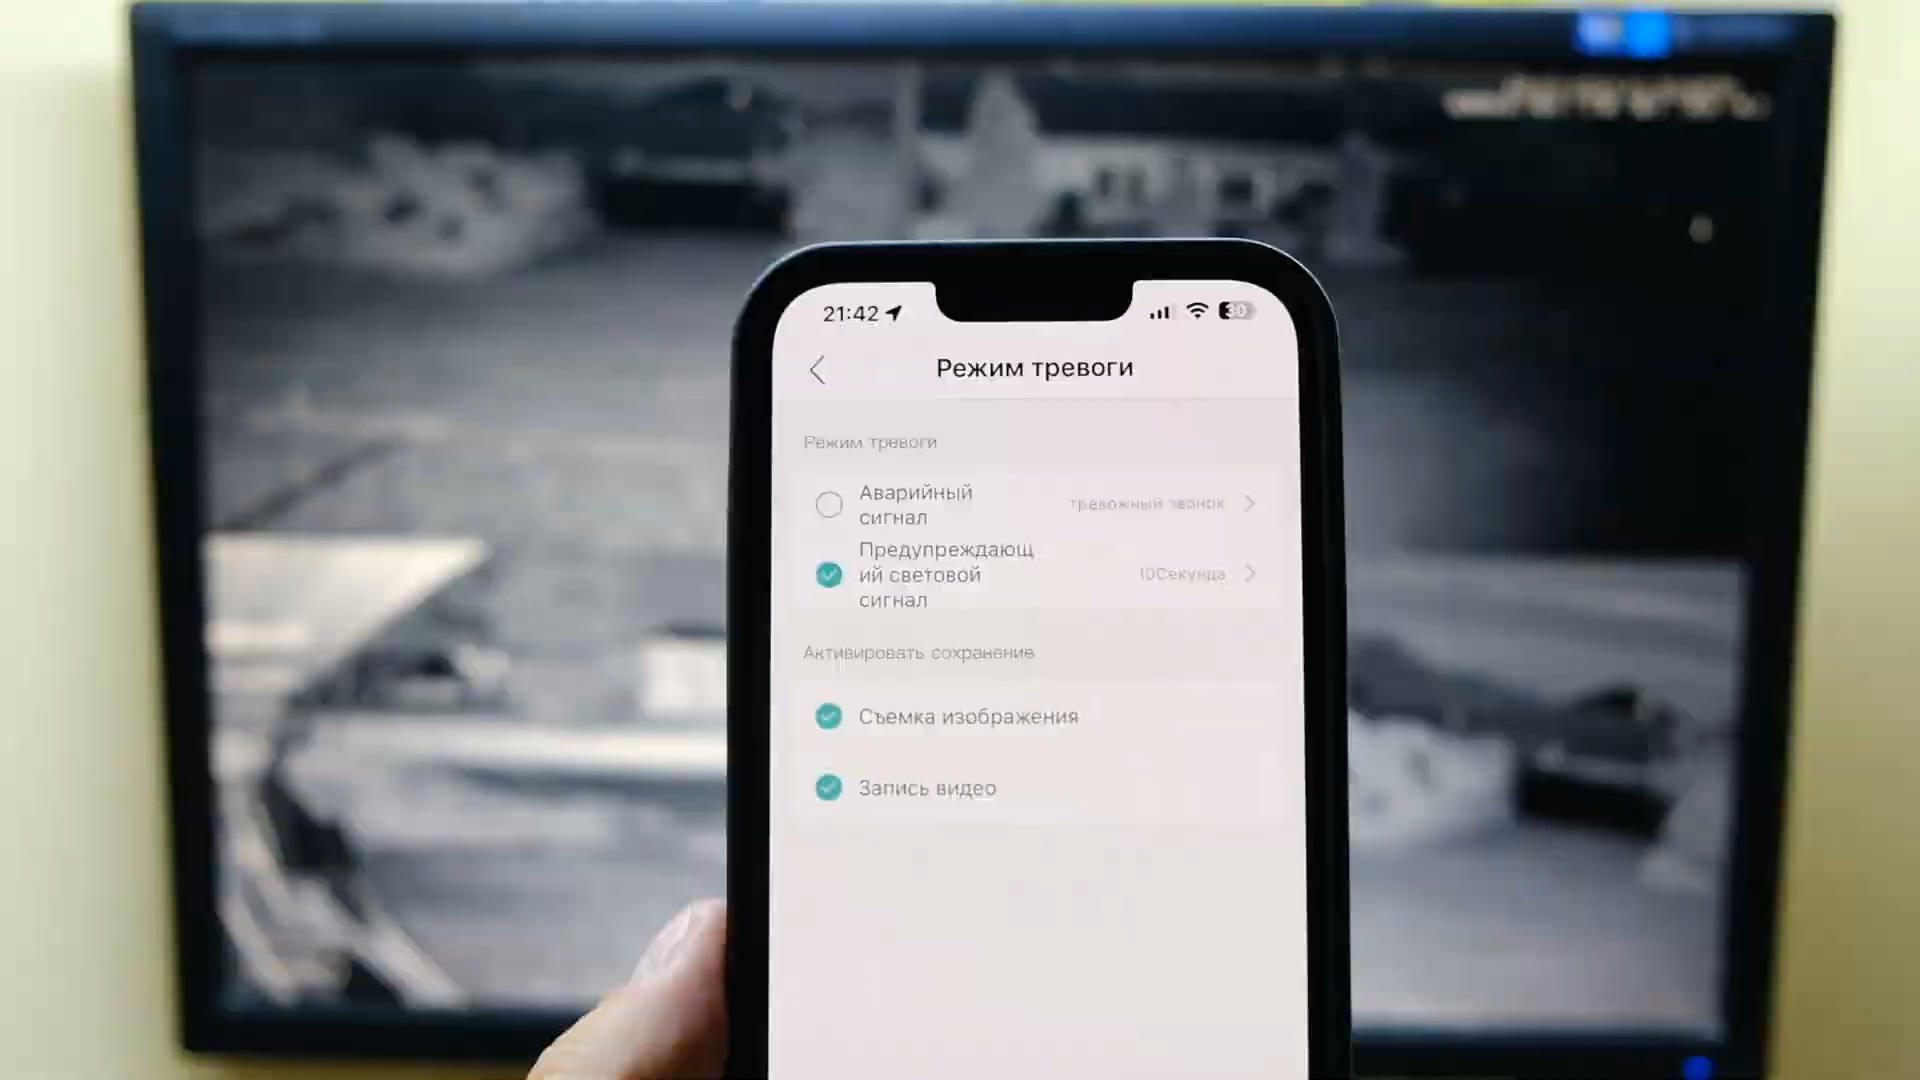 21:42
30
Режим тревоги
Режим тревоги
Аварийный
сигнал
тревожный звонок
Предупреждающ
ий световой
сигнал
10Секунда
Активировать сохранение
Съемка изображения
Запись видео